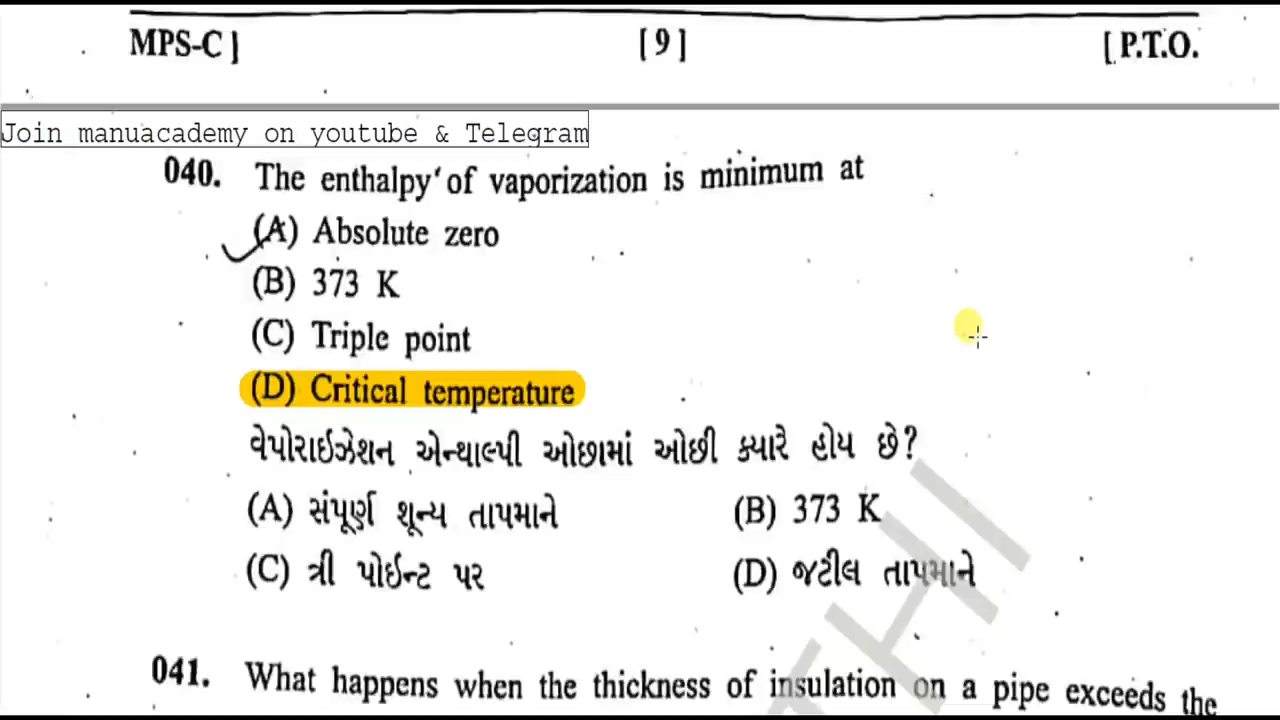 MPS-C] [9] [P.T.O.
Join manuacademy on youtube & Telegram
040. The enthalpy of vaporization is minimum at
(A) Absolute zero
(B) 373 K
(C) Triple point
(D) Critical temperature
વેપોરાઇઝેશન એન્થાલ્પી ઓછામાં ઓછી ક્યારે હોય છે?
(A) સંપૂર્ણ શૂન્ય તાપમાને (B) 373 K
(C) ત્રી પોઇન્ટ પર (D) જટીલ તાપમાને
041. What happens when the thickness of insulation on a pipe exceeds the